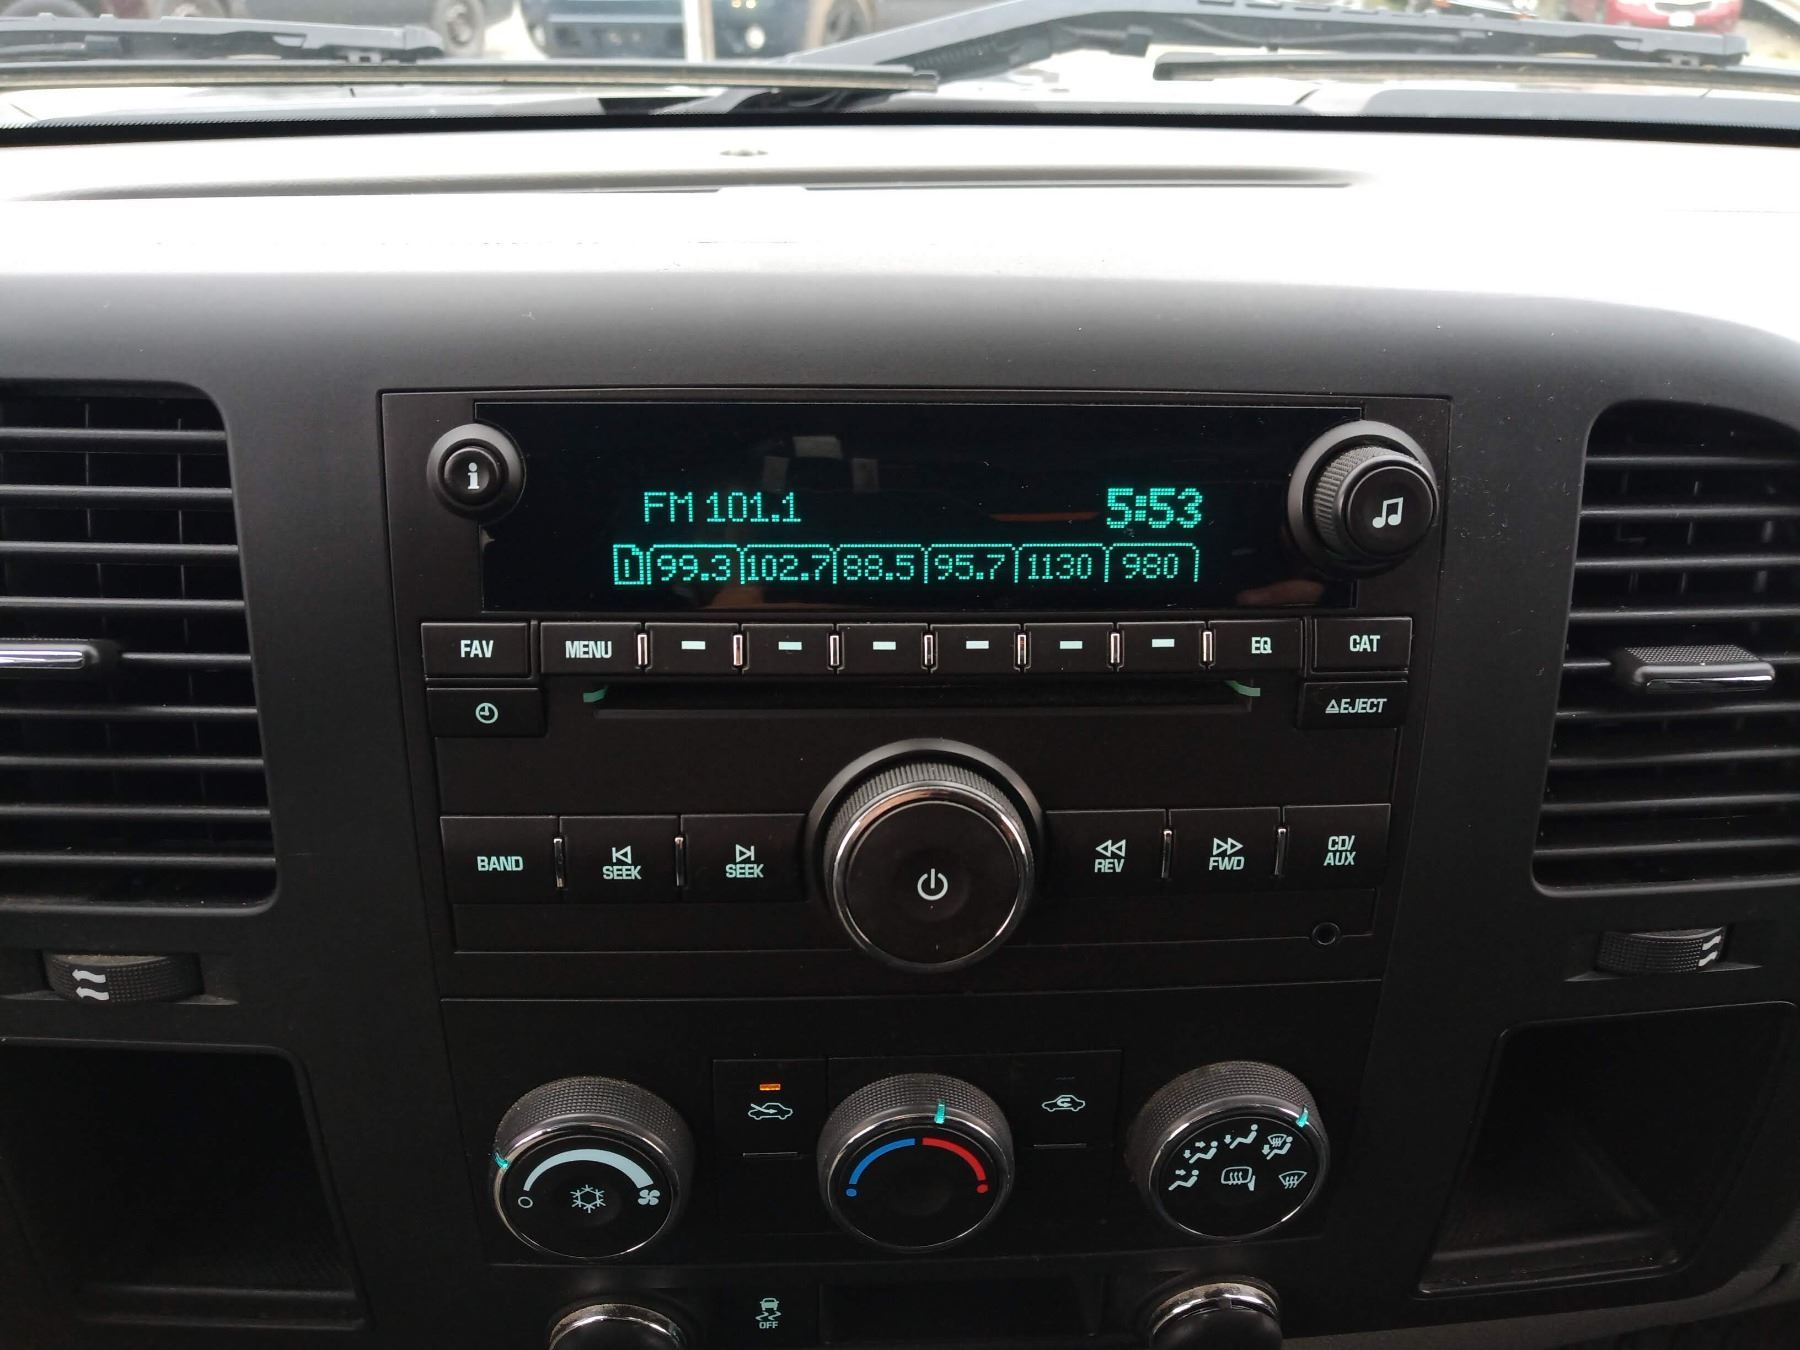 i
FM 101.1 5:53
99.3 102.7 88.5 95.7 1130 980
FAV MENU EQ CAT
EJECT
BAND SEEK SEEK REV FWD CD/
AUX
OFF